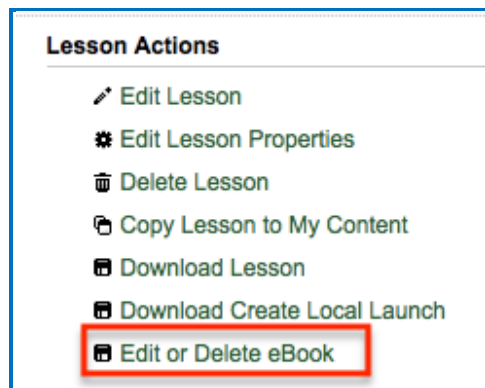 Lesson Actions
Edit Lesson
Edit Lesson Properties
Delete Lesson
Copy Lesson to My Content
Download Lesson
Download Create Local Launch
Edit or Delete eBook